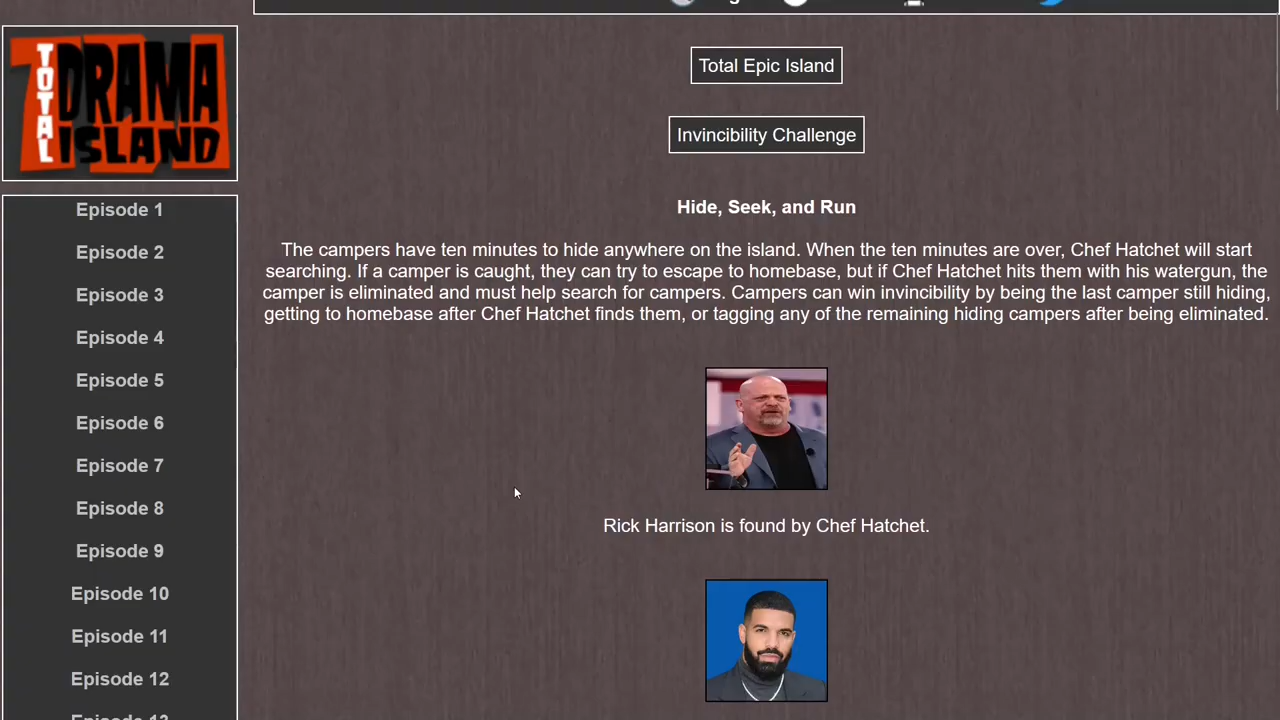 TOTAL
DRAMA
ISLAND
Episode 1
Episode 2
Episode 3
Episode 4
Episode 5
Episode 6
Episode 7
Episode 8
Episode 9
Episode 10
Episode 11
Episode 12
Total Epic Island
Invincibility Challenge
Hide, Seek, and Run
The campers have ten minutes to hide anywhere on the island. When the ten minutes are over, Chef Hatchet will start
searching. If a camper is caught, they can try to escape to homebase, but if Chef Hatchet hits them with his watergun, the
camper is eliminated and must help search for campers. Campers can win invincibility by being the last camper still hiding,
getting to homebase after Chef Hatchet finds them, or tagging any of the remaining hiding campers after being eliminated.
Rick Harrison is found by Chef Hatchet.